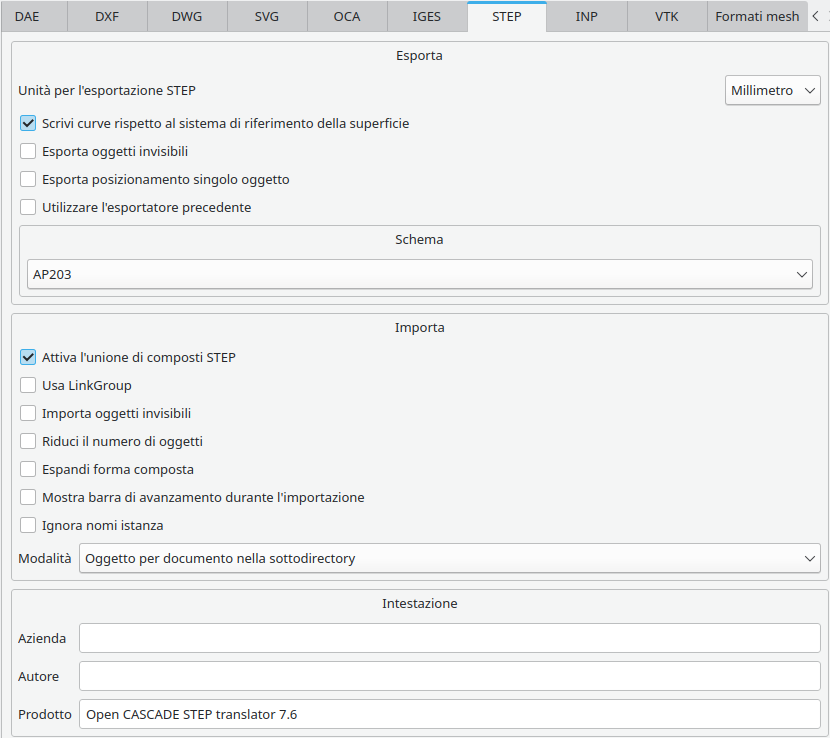 DAE DXF DWG SVG OCA IGES STEP INP VTK Formati mesh
Esporta
Unità per l'esportazione STEP Millimetro
Scrivi curve rispetto al sistema di riferimento della superficie
Esporta oggetti invisibili
Esporta posizionamento singolo oggetto
Utilizzare l'esportatore precedente
Schema
AP203
Importa
Attiva l'unione di composti STEP
Usa LinkGroup
Importa oggetti invisibili
Riduci il numero di oggetti
Espandi forma composta
Mostra barra di avanzamento durante l'importazione
Ignora nomi istanza
Modalità Oggetto per documento nella sottodirectory
Intestazione
Azienda
Autore
Prodotto Open CASCADE STEP translator 7.6